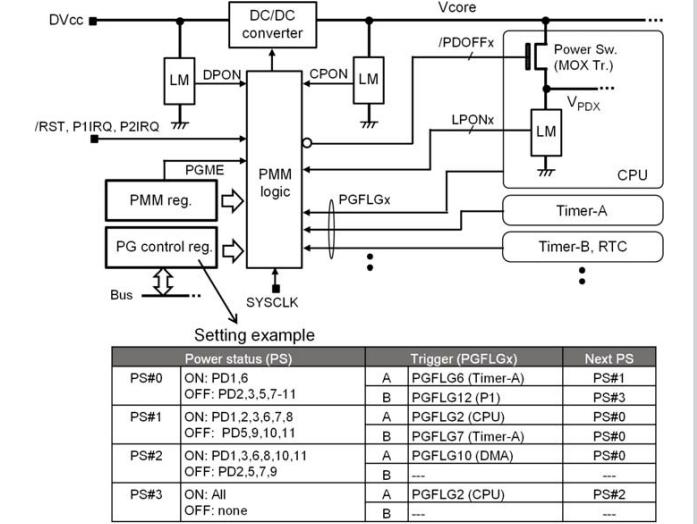 DVcc
DC/DC
converter
Vcore
/PDOFFx
Power Sw.
(MOX Tr.)
LM
DPON
CPON
LM
VPDX
LPONx
LM
/RST, P1IRQ, P2IRQ
PGME
PMM
logic
CPU
PMM reg.
PGFLGx
Timer-A
PG control reg.
Timer-B, RTC
Bus
SYSCLK
Setting example
Power status (PS) Trigger (PGFLGx) Next PS
PS#0 ON: PD1,6 A PGFLG6 (Timer-A) PS#1
OFF: PD2,3,5,7-11 B PGFLG12 (P1) PS#3
PS#1 ON: PD1,2,3,6,7,8 A PGFLG2 (CPU) PS#0
OFF: PD5,9,10,11 B PGFLG7 (Timer-A) PS#0
PS#2 ON: PD1,3,6,8,10,11 A PGFLG10 (DMA) PS#0
OFF: PD2,5,7,9 B --- ---
PS#3 ON: All A PGFLG2 (CPU) PS#2
OFF: none B --- ---